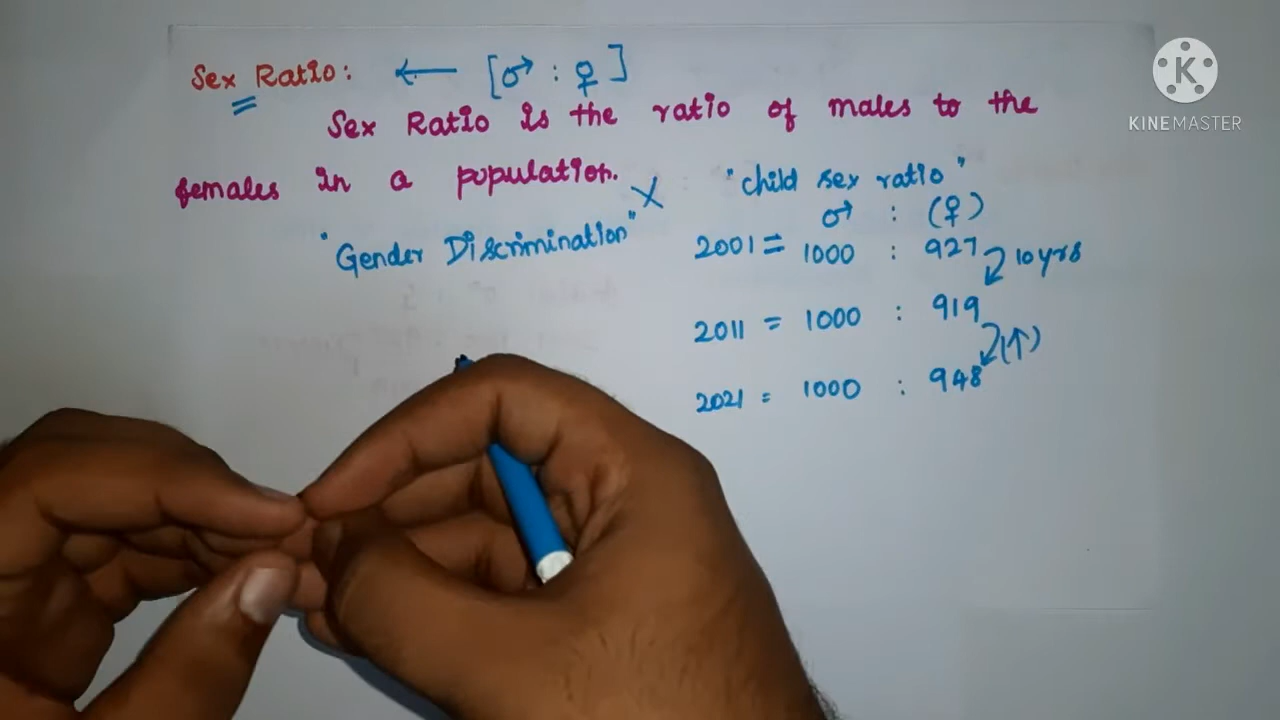 Sex Ratio: ← [♂ : ♀]
Sex Ratio is the ratio of males to the
females in a population.
"Gender Discrimination" X
"child sex ratio"
♂ : (♀)
2001 = 1000 : 927
10yrs
2011 = 1000 : 919
(↑)
2021 = 1000 : 948
K
KINEMASTER